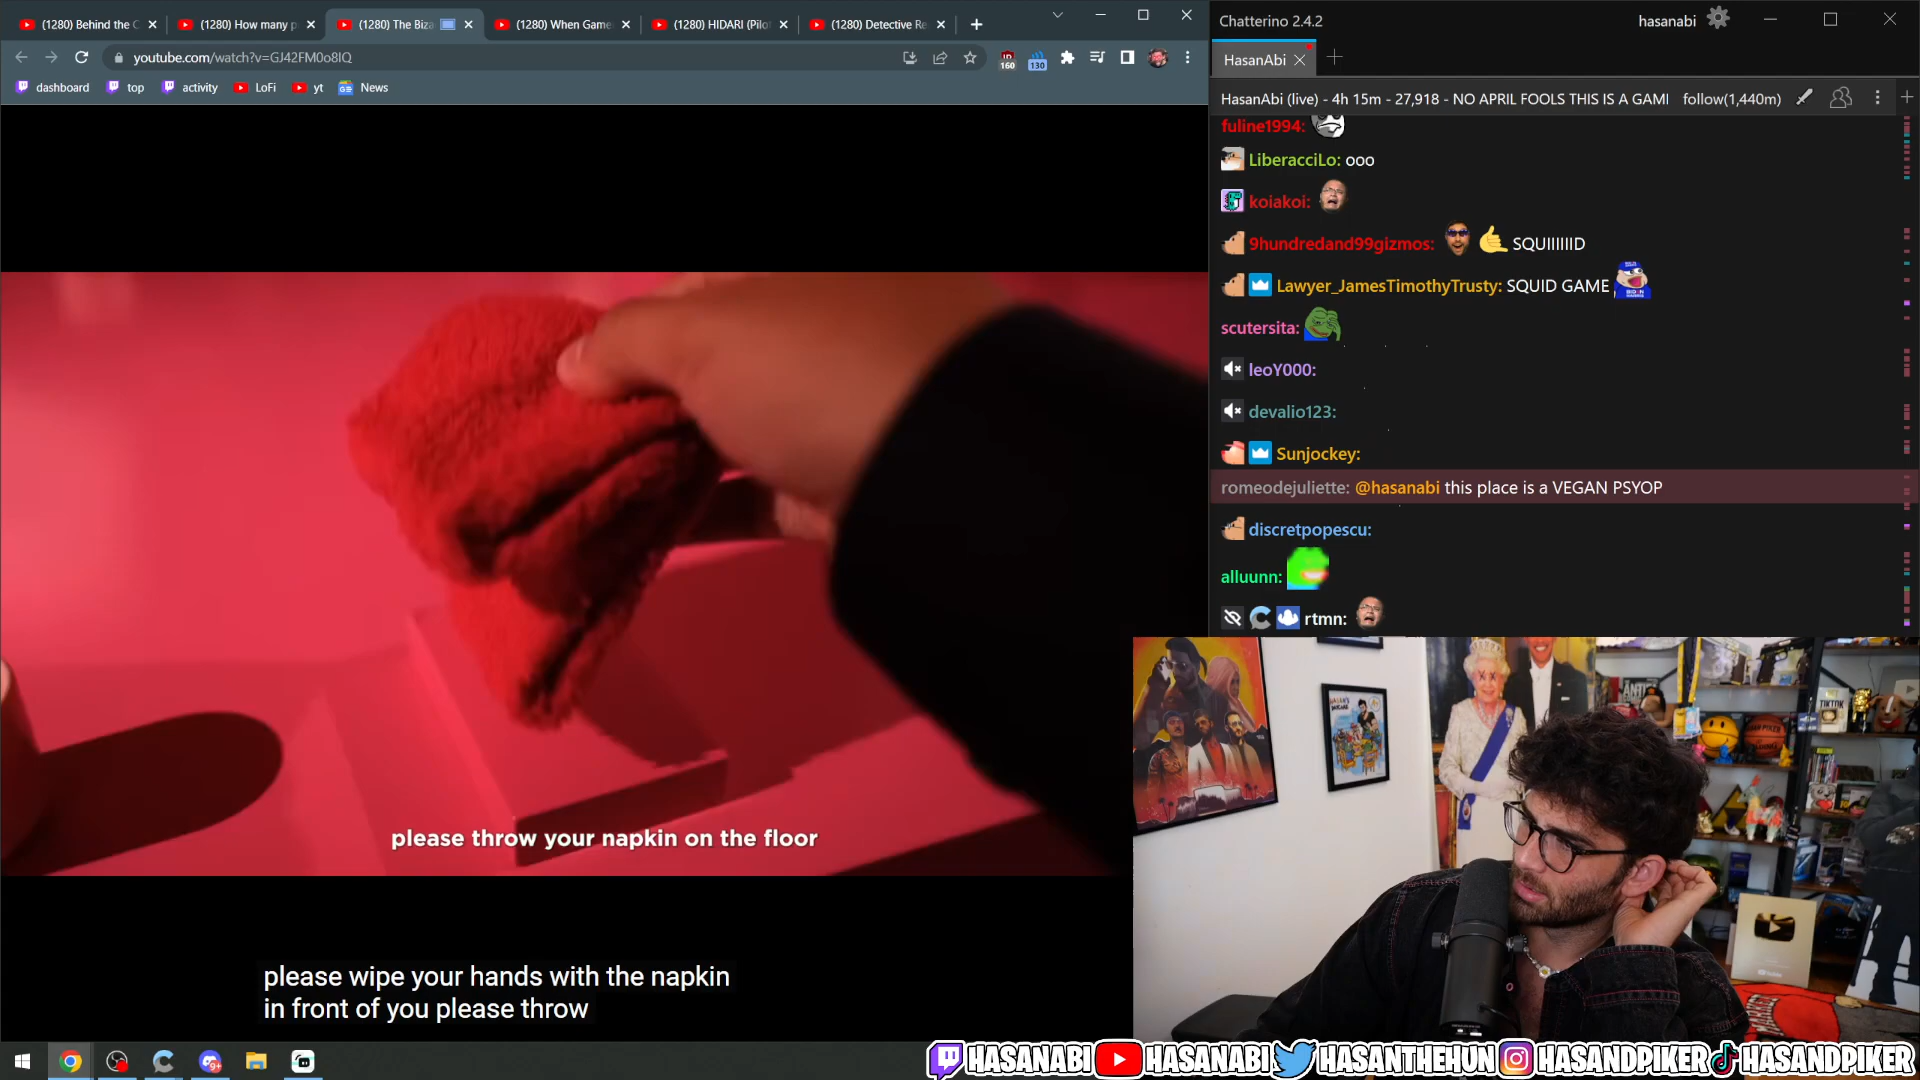 (1280) Behind the C
(1280) How many p
(1280) The Biza
(1280) When Game
(1280) HIDARI (Pilo
(1280) Detective Re
youtube.com/watch?v=GJ42FM0o8IQ
160
130
dashboard
top
activity
LoFi
yt
News
please throw your napkin on the floor
please wipe your hands with the napkin
in front of you please throw
Chatterino 2.4.2
hasanabi
HasanAbi
HasanAbi (live) - 4h 15m - 27,918 - NO APRIL FOOLS THIS IS A GAMI
follow(1,440m)
fuline1994:
LiberacciLo: ooo
koiakoi:
9hundredand99gizmos: SQUIIIIIID
Lawyer_JamesTimothyTrusty: SQUID GAME
scutersita:
leoY000:
devalio123:
Sunjockey:
romeodejuliette: @hasanabi this place is a VEGAN PSYOP
discretpopescu:
alluunn:
rtmn:
HASANABI HASANABI HASANTHEHUN HASANDPIKER HASANDPIKER